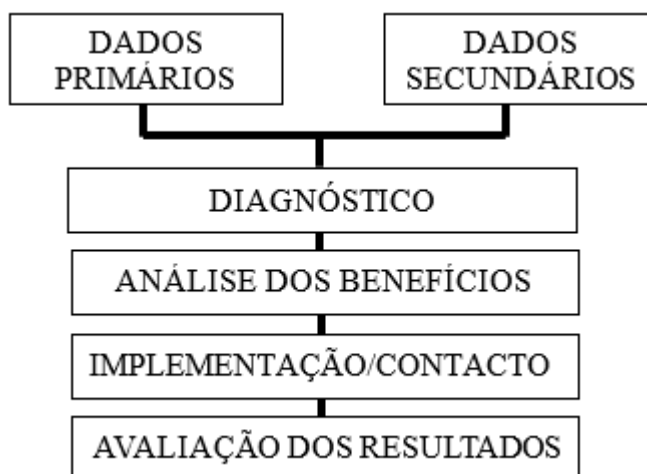 DADOS
PRIMÁRIOS
DADOS
SECUNDÁRIOS
DIAGNÓSTICO
ANÁLISE DOS BENEFÍCIOS
IMPLEMENTAÇÃO/CONTACTO
AVALIAÇÃO DOS RESULTADOS